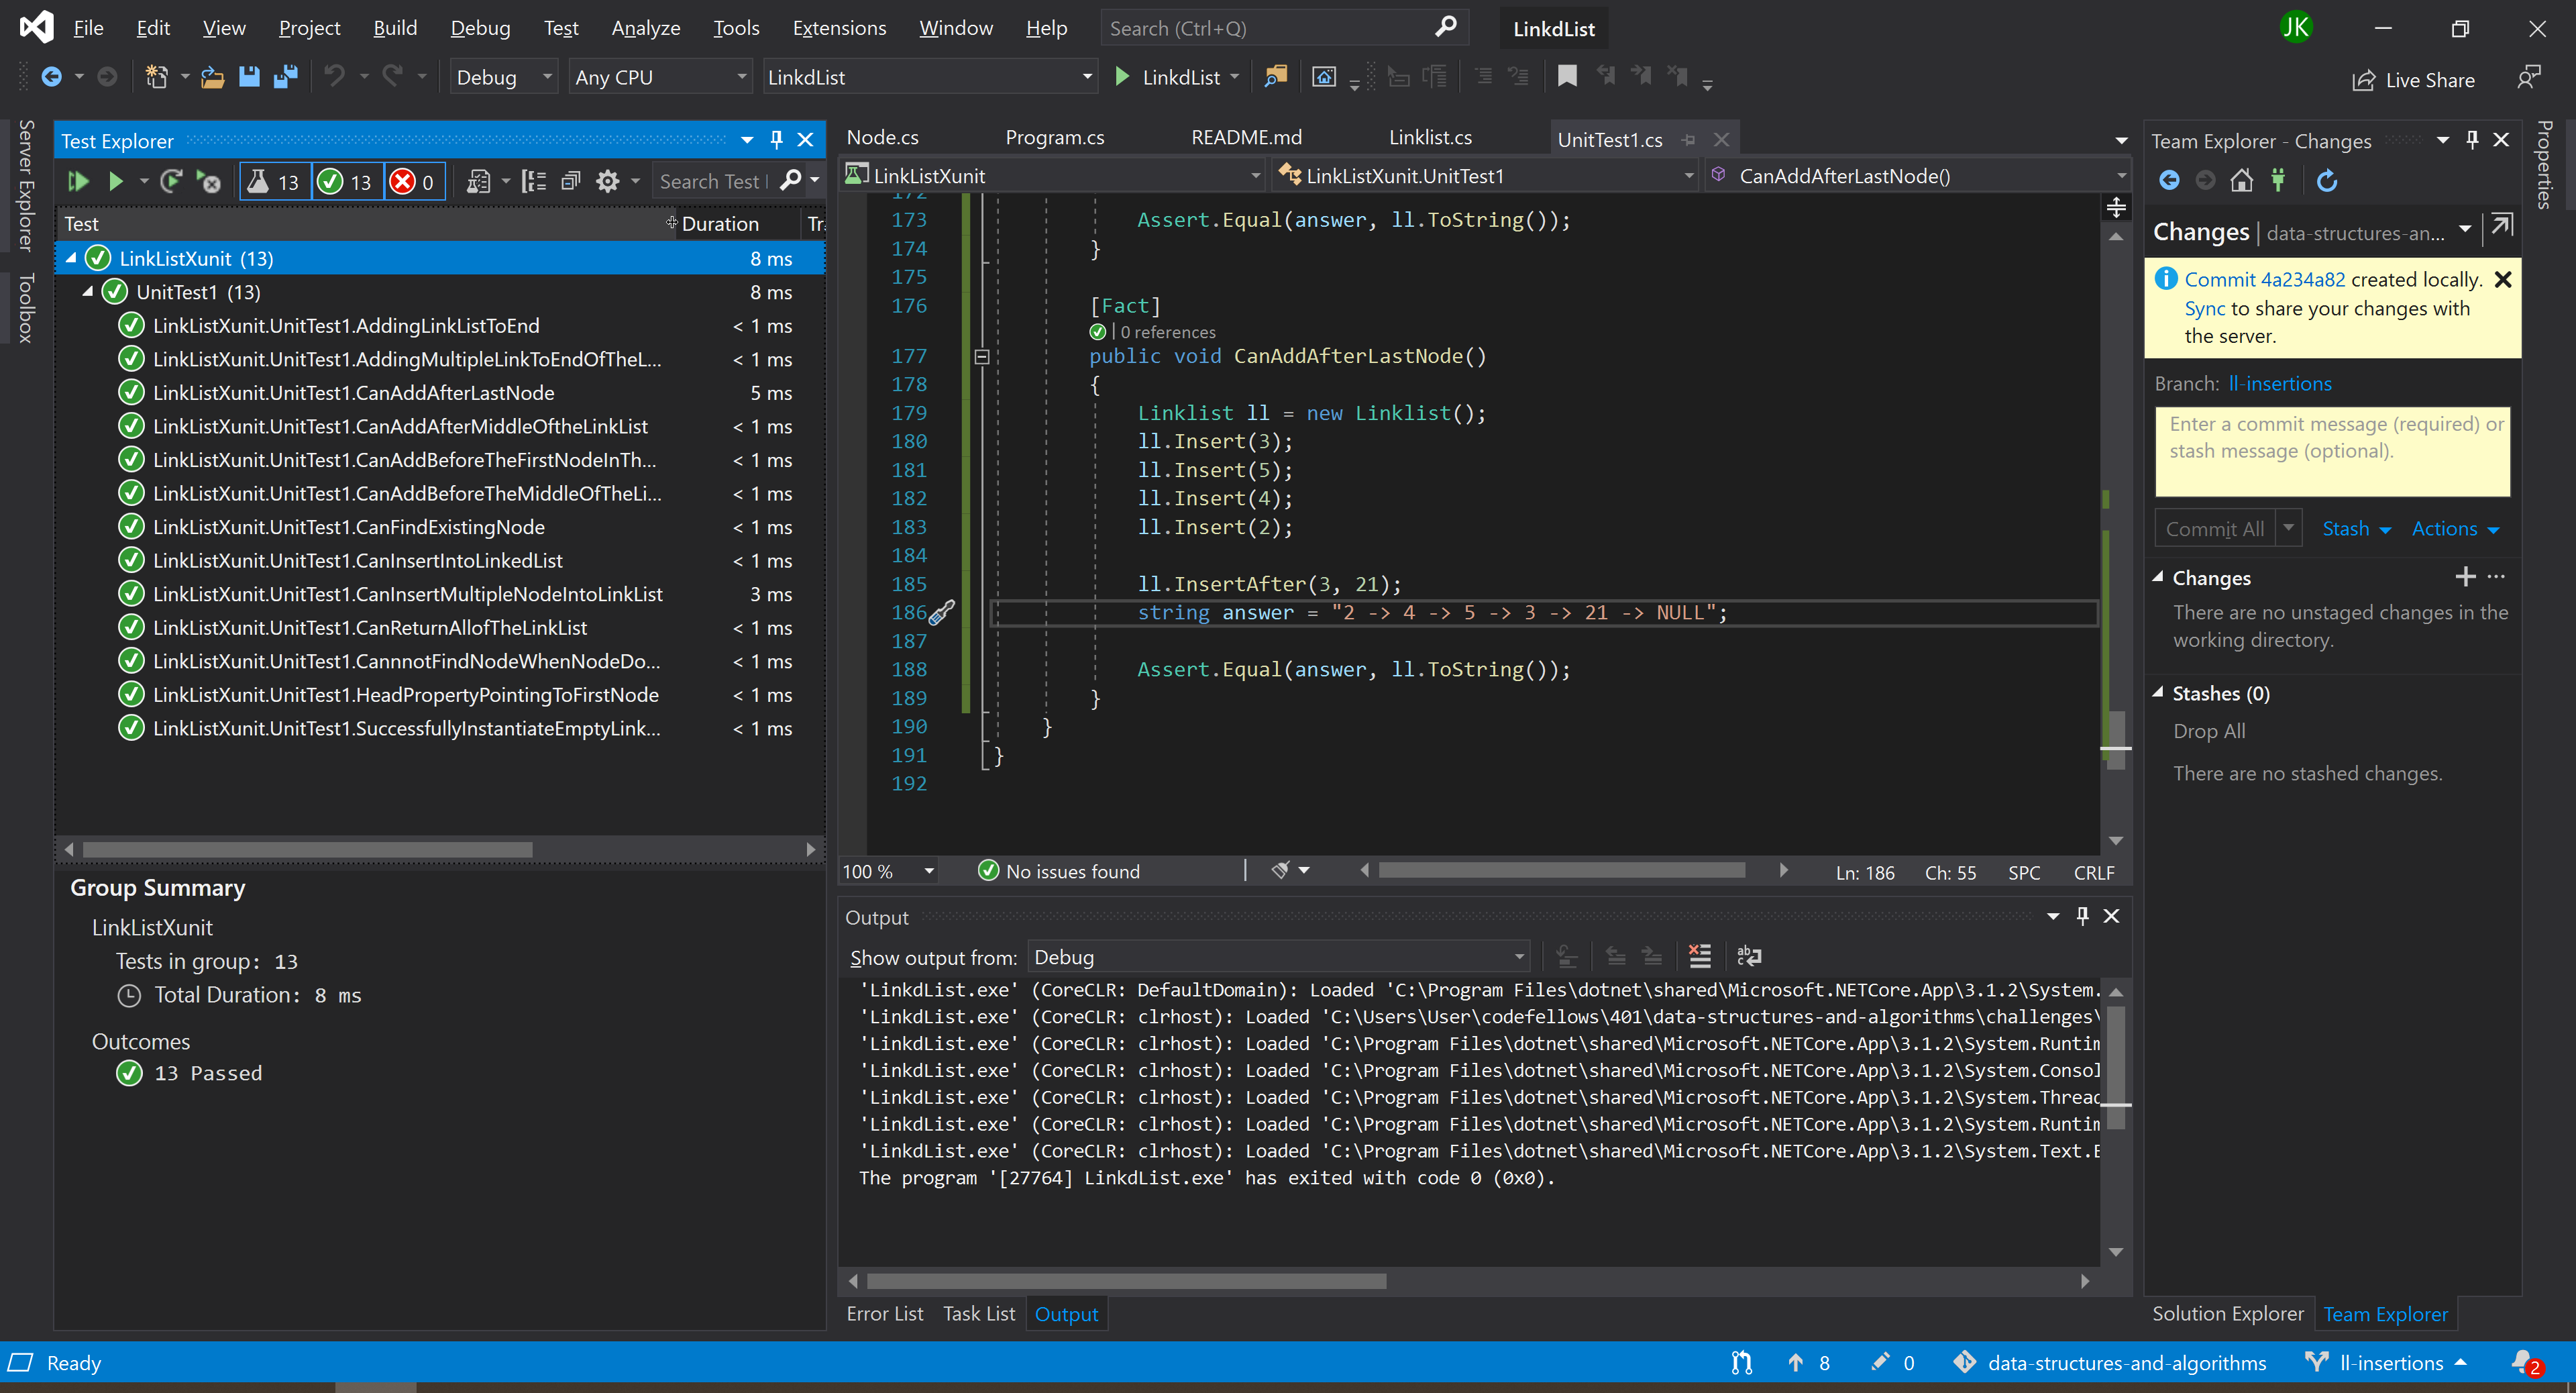 File Edit View Project Build Debug Test Analyze Tools Extensions Window Help Search (Ctrl+Q) LinkdList JK
Debug Any CPU LinkdList LinkdList Live Share
Server Explorer
Toolbox
Test Explorer
13 13 0 Search Test
Test Duration Tr
LinkListXunit (13) 8 ms
UnitTest1 (13) 8 ms
LinkListXunit.UnitTest1.AddingLinkListToEnd < 1 ms
LinkListXunit.UnitTest1.AddingMultipleLinkToEndOfTheL... < 1 ms
LinkListXunit.UnitTest1.CanAddAfterLastNode 5 ms
LinkListXunit.UnitTest1.CanAddAfterMiddleOftheLinkList < 1 ms
LinkListXunit.UnitTest1.CanAddBeforeTheFirstNodeInTh... < 1 ms
LinkListXunit.UnitTest1.CanAddBeforeTheMiddleOfTheLi... < 1 ms
LinkListXunit.UnitTest1.CanFindExistingNode < 1 ms
LinkListXunit.UnitTest1.CanInsertIntoLinkedList < 1 ms
LinkListXunit.UnitTest1.CanInsertMultipleNodeIntoLinkList 3 ms
LinkListXunit.UnitTest1.CanReturnAllofTheLinkList < 1 ms
LinkListXunit.UnitTest1.CannnotFindNodeWhenNodeDo... < 1 ms
LinkListXunit.UnitTest1.HeadPropertyPointingToFirstNode < 1 ms
LinkListXunit.UnitTest1.SuccessfullyInstantiateEmptyLink... < 1 ms
Group Summary
LinkListXunit
Tests in group: 13
Total Duration: 8 ms
Outcomes
13 Passed
Node.cs Program.cs README.md Linklist.cs UnitTest1.cs
LinkListXunit LinkListXunit.UnitTest1 CanAddAfterLastNode()
172
173 Assert.Equal(answer, ll.ToString());
174 }
175
176 [Fact]
| 0 references
177 public void CanAddAfterLastNode()
178 {
179 Linklist ll = new Linklist();
180 ll.Insert(3);
181 ll.Insert(5);
182 ll.Insert(4);
183 ll.Insert(2);
184
185 ll.InsertAfter(3, 21);
186 string answer = "2 -> 4 -> 5 -> 3 -> 21 -> NULL";
187
188 Assert.Equal(answer, ll.ToString());
189 }
190 }
191 }
192
100 % No issues found Ln: 186 Ch: 55 SPC CRLF
Output
Show output from: Debug
'LinkdList.exe' (CoreCLR: DefaultDomain): Loaded 'C:\Program Files\dotnet\shared\Microsoft.NETCore.App\3.1.2\System.
'LinkdList.exe' (CoreCLR: clrhost): Loaded 'C:\Users\User\codefellows\401\data-structures-and-algorithms\challenges\
'LinkdList.exe' (CoreCLR: clrhost): Loaded 'C:\Program Files\dotnet\shared\Microsoft.NETCore.App\3.1.2\System.Runtim
'LinkdList.exe' (CoreCLR: clrhost): Loaded 'C:\Program Files\dotnet\shared\Microsoft.NETCore.App\3.1.2\System.Consol
'LinkdList.exe' (CoreCLR: clrhost): Loaded 'C:\Program Files\dotnet\shared\Microsoft.NETCore.App\3.1.2\System.Threac
'LinkdList.exe' (CoreCLR: clrhost): Loaded 'C:\Program Files\dotnet\shared\Microsoft.NETCore.App\3.1.2\System.Runtim
'LinkdList.exe' (CoreCLR: clrhost): Loaded 'C:\Program Files\dotnet\shared\Microsoft.NETCore.App\3.1.2\System.Text.E
The program '[27764] LinkdList.exe' has exited with code 0 (0x0).
Error List Task List Output
Team Explorer - Changes
Changes | data-structures-an...
Commit 4a234a82 created locally.
Sync to share your changes with
the server.
Branch: ll-insertions
Enter a commit message (required) or
stash message (optional).
Commit All Stash Actions
Changes
There are no unstaged changes in the
working directory.
Stashes (0)
Drop All
There are no stashed changes.
Solution Explorer Team Explorer
Properties
Ready 8 0 data-structures-and-algorithms ll-insertions 2